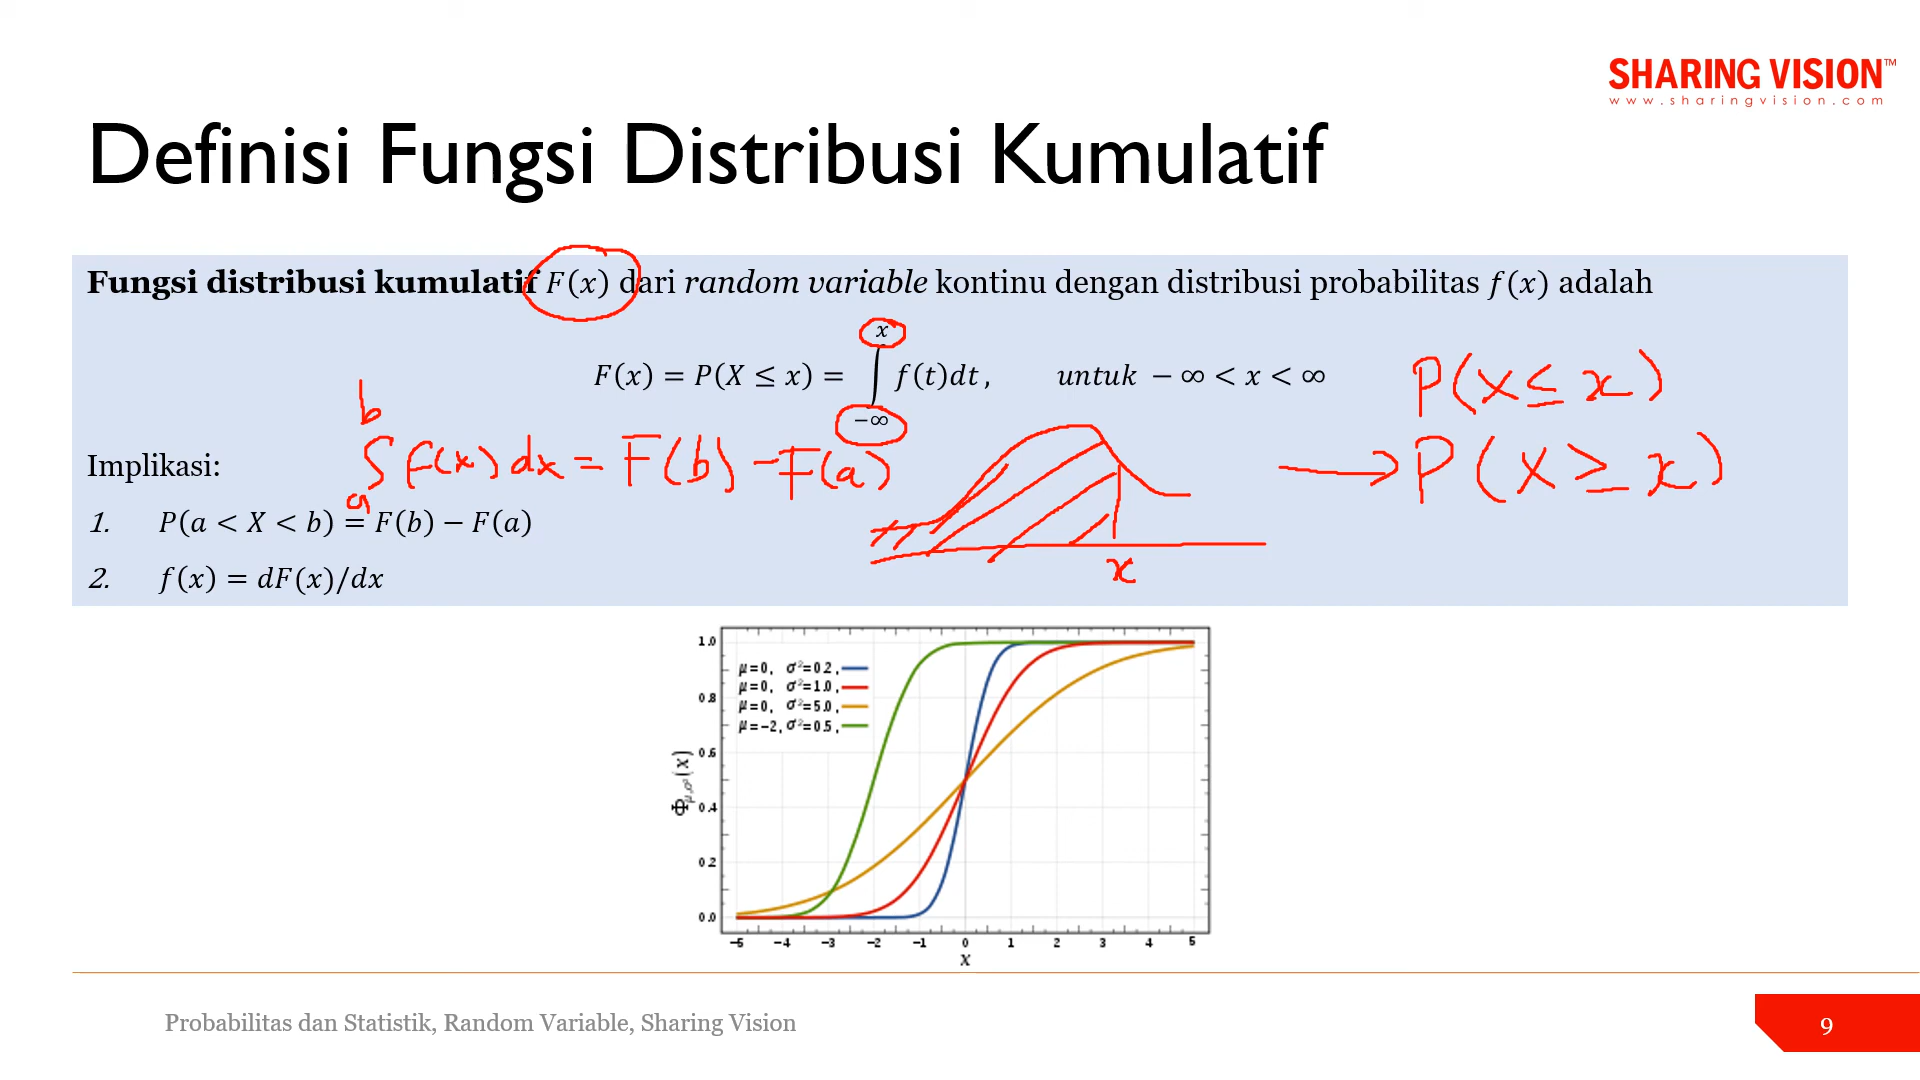 SHARING VISION™
www.sharingvision.com
Definisi Fungsi Distribusi Kumulatif
Fungsi distribusi kumulatif F(x) dari random variable kontinu dengan distribusi probabilitas f(x) adalah
F(x) = P(X ≤ x) = ∫_{−∞}^{x} f(t)dt, untuk − ∞ < x < ∞
P(X ≤ x)
Implikasi:
∫_a^b f(x) dx = F(b) − F(a)
x
→ P(X ≥ x)
1. P(a < X < b) = F(b) − F(a)
2. f(x) = dF(x)/dx
μ=0, σ²=0.2,
μ=0, σ²=1.0,
μ=0, σ²=5.0,
μ=−2, σ²=0.5,
Φμ,σ²(x)
1.0
0.8
0.6
0.4
0.2
0.0
−5 −4 −3 −2 −1 0 1 2 3 4 5
x
Probabilitas dan Statistik, Random Variable, Sharing Vision
9